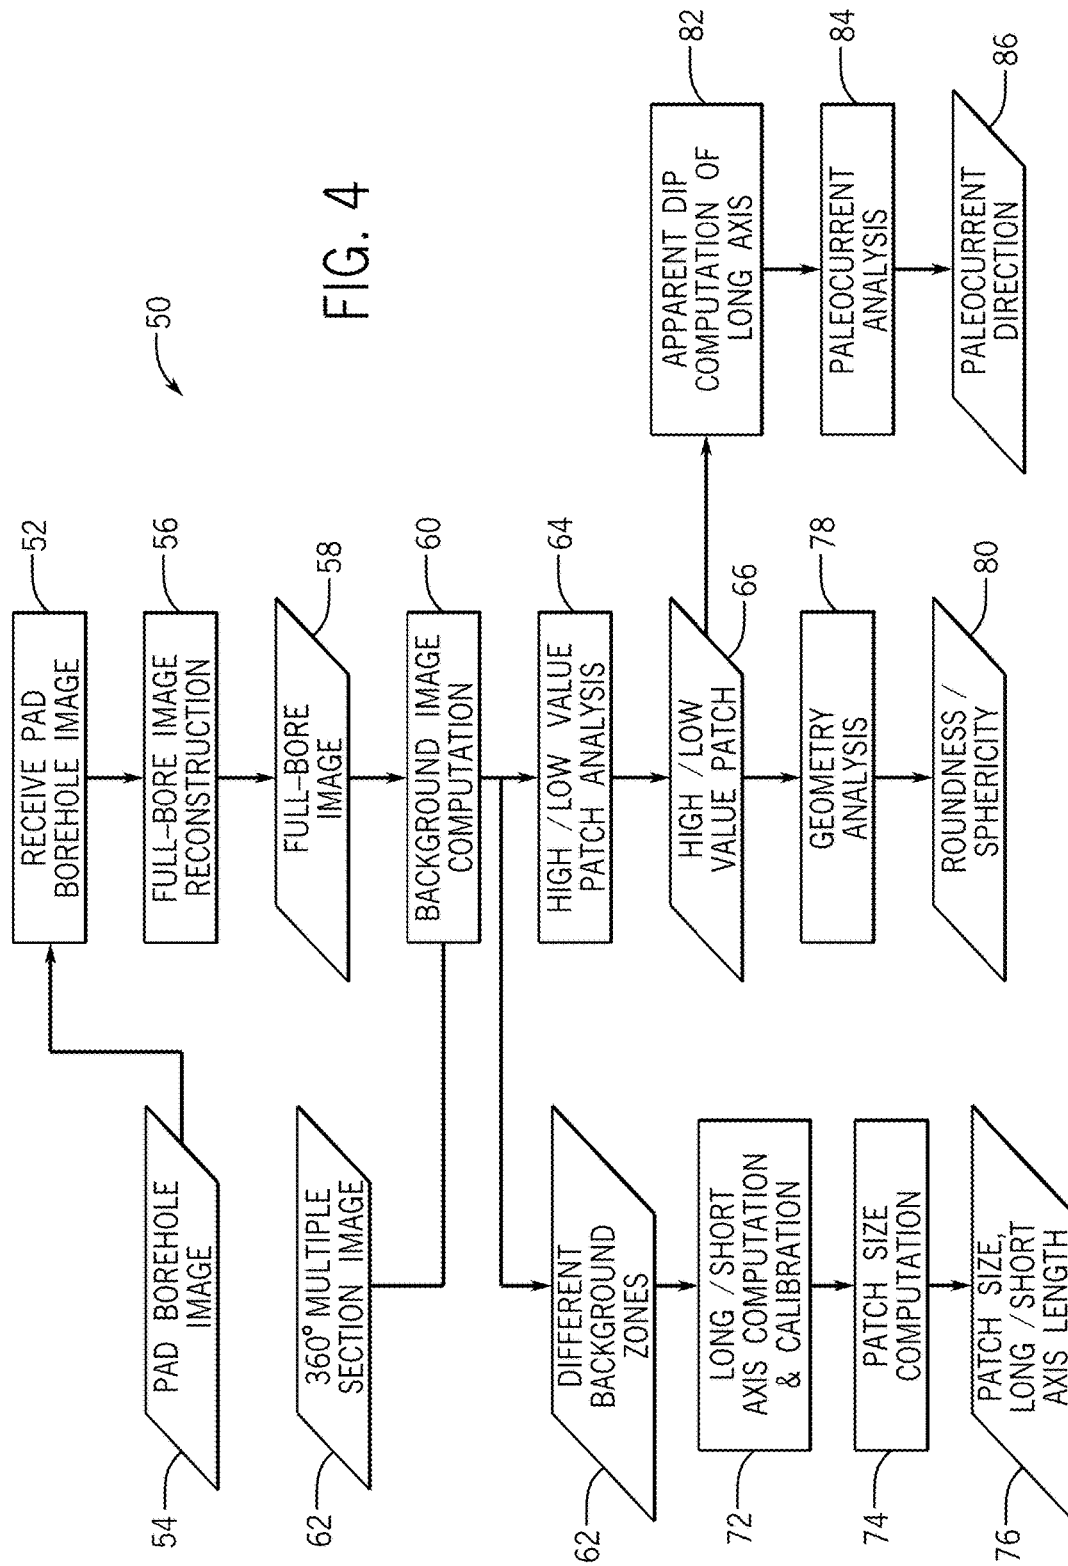 50
FIG. 4
RECEIVE PAD
BOREHOLE IMAGE
52
PAD BOREHOLE
IMAGE
54
FULL-BORE IMAGE
RECONSTRUCTION
56
FULL-BORE
IMAGE
58
360° MULTIPLE
SECTION IMAGE
62
BACKGROUND IMAGE
COMPUTATION
60
HIGH/LOW VALUE
PATCH ANALYSIS
64
DIFFERENT
BACKGROUND
ZONES
62
HIGH/LOW
VALUE PATCH
66
APPARENT DIP
COMPUTATION OF
LONG AXIS
82
LONG/SHORT
AXIS COMPUTATION
& CALIBRATION
72
GEOMETRY
ANALYSIS
78
PALEOCURRENT
ANALYSIS
84
PATCH SIZE
COMPUTATION
74
ROUNDNESS/
SPHERICITY
80
PALEOCURRENT
DIRECTION
86
PATCH SIZE,
LONG/SHORT
AXIS LENGTH
76